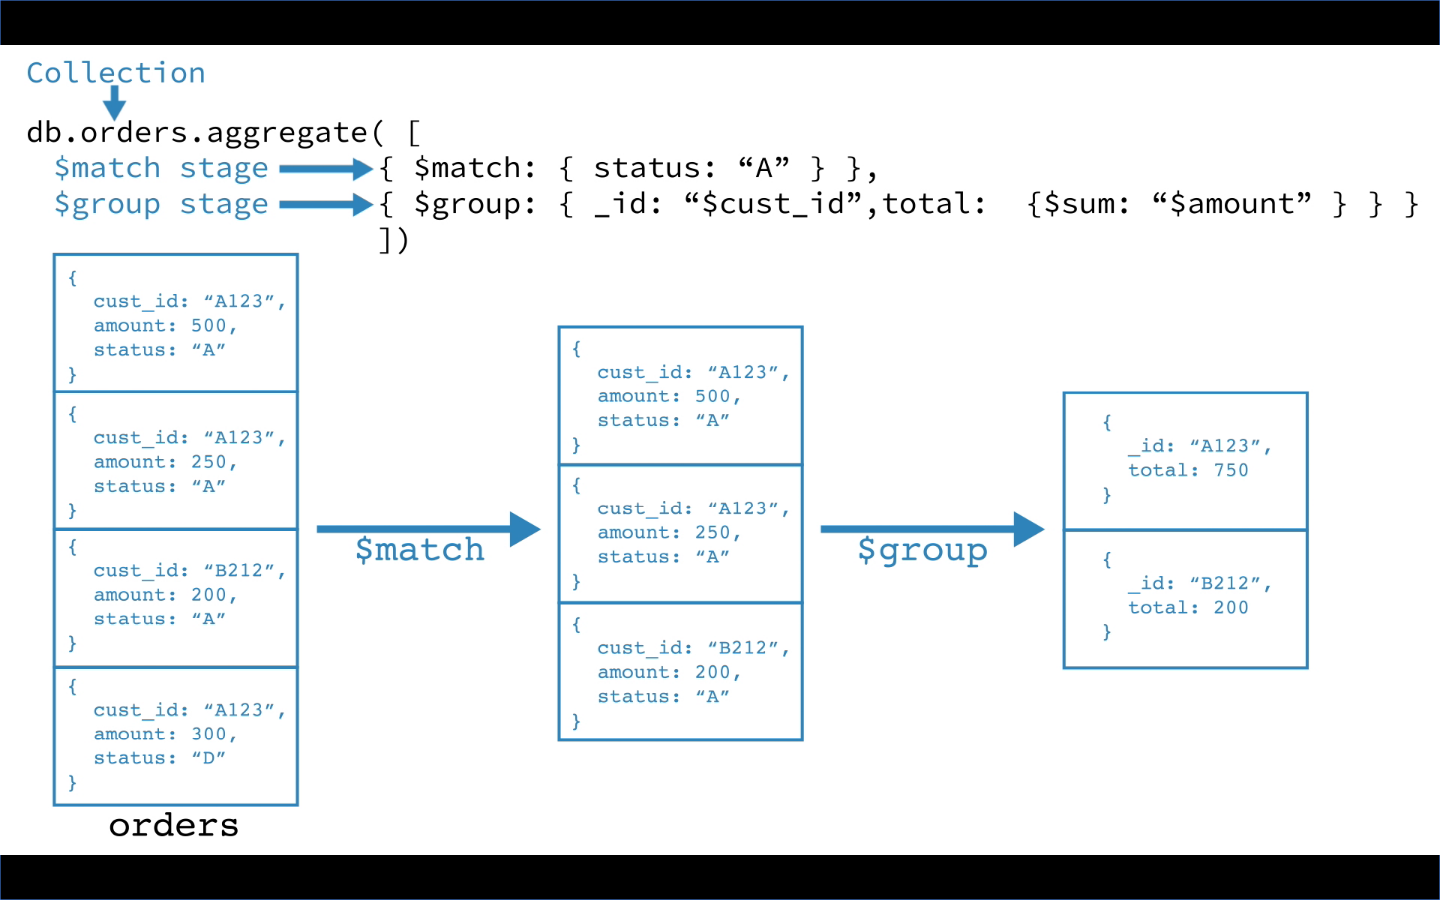 Collection
db.orders.aggregate( [
$match stage { $match: { status: “A” } },
$group stage { $group: { _id: “$cust_id”,total:  {$sum: “$amount” } } }
])
{
cust_id: “A123”,
amount: 500,
status: “A”
}
{
cust_id: “A123”,
amount: 250,
status: “A”
}
{
cust_id: “B212”,
amount: 200,
status: “A”
}
{
cust_id: “A123”,
amount: 300,
status: “D”
}
orders
$match
{
cust_id: “A123”,
amount: 500,
status: “A”
}
{
cust_id: “A123”,
amount: 250,
status: “A”
}
{
cust_id: “B212”,
amount: 200,
status: “A”
}
$group
{
_id: “A123”,
total: 750
}
{
_id: “B212”,
total: 200
}